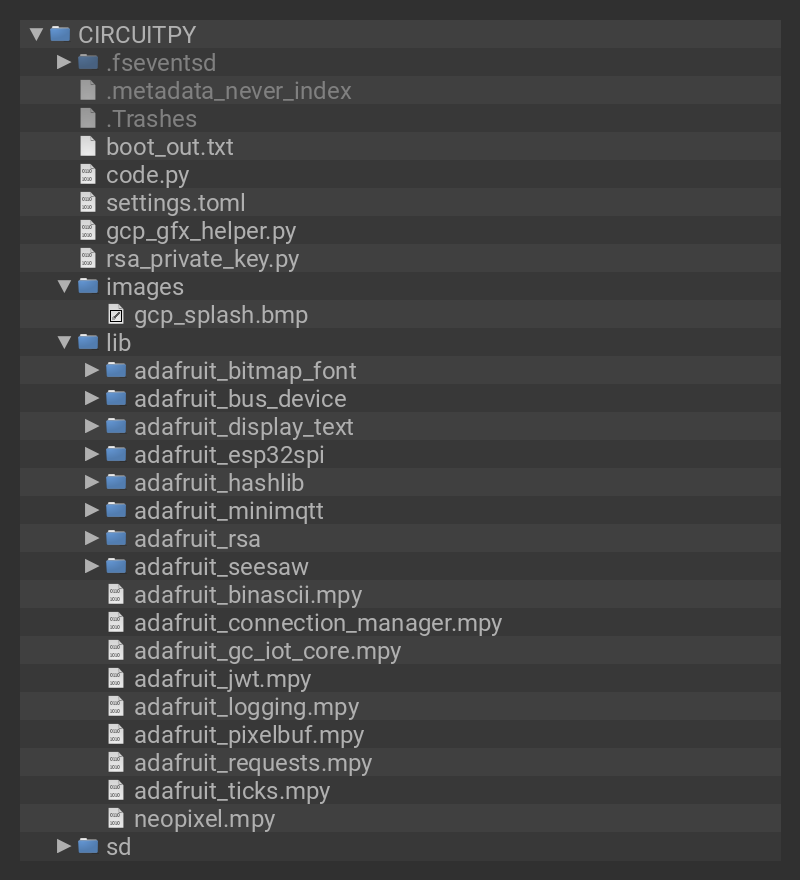 CIRCUITPY
.fseventsd
.metadata_never_index
.Trashes
boot_out.txt
code.py
settings.toml
gcp_gfx_helper.py
rsa_private_key.py
images
gcp_splash.bmp
lib
adafruit_bitmap_font
adafruit_bus_device
adafruit_display_text
adafruit_esp32spi
adafruit_hashlib
adafruit_minimqtt
adafruit_rsa
adafruit_seesaw
adafruit_binascii.mpy
adafruit_connection_manager.mpy
adafruit_gc_iot_core.mpy
adafruit_jwt.mpy
adafruit_logging.mpy
adafruit_pixelbuf.mpy
adafruit_requests.mpy
adafruit_ticks.mpy
neopixel.mpy
sd